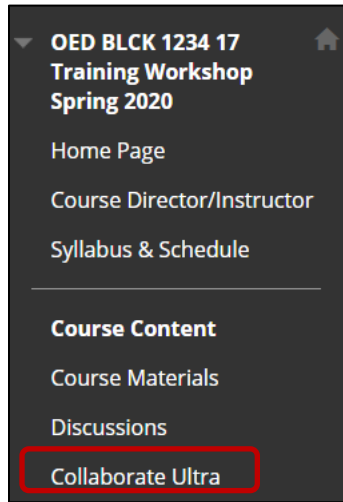 OED BLCK 1234 17
Training Workshop
Spring 2020
Home Page
Course Director/Instructor
Syllabus & Schedule
Course Content
Course Materials
Discussions
Collaborate Ultra